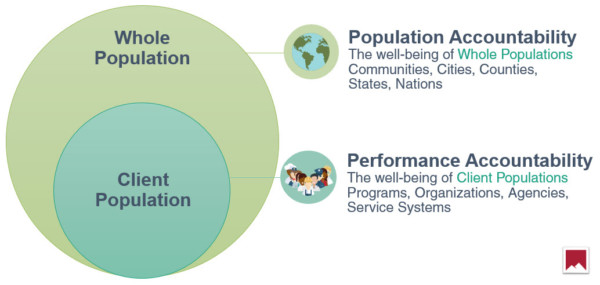 Whole
Population
Client
Population
Population Accountability
The well-being of Whole Populations
Communities, Cities, Counties,
States, Nations
Performance Accountability
The well-being of Client Populations
Programs, Organizations, Agencies,
Service Systems